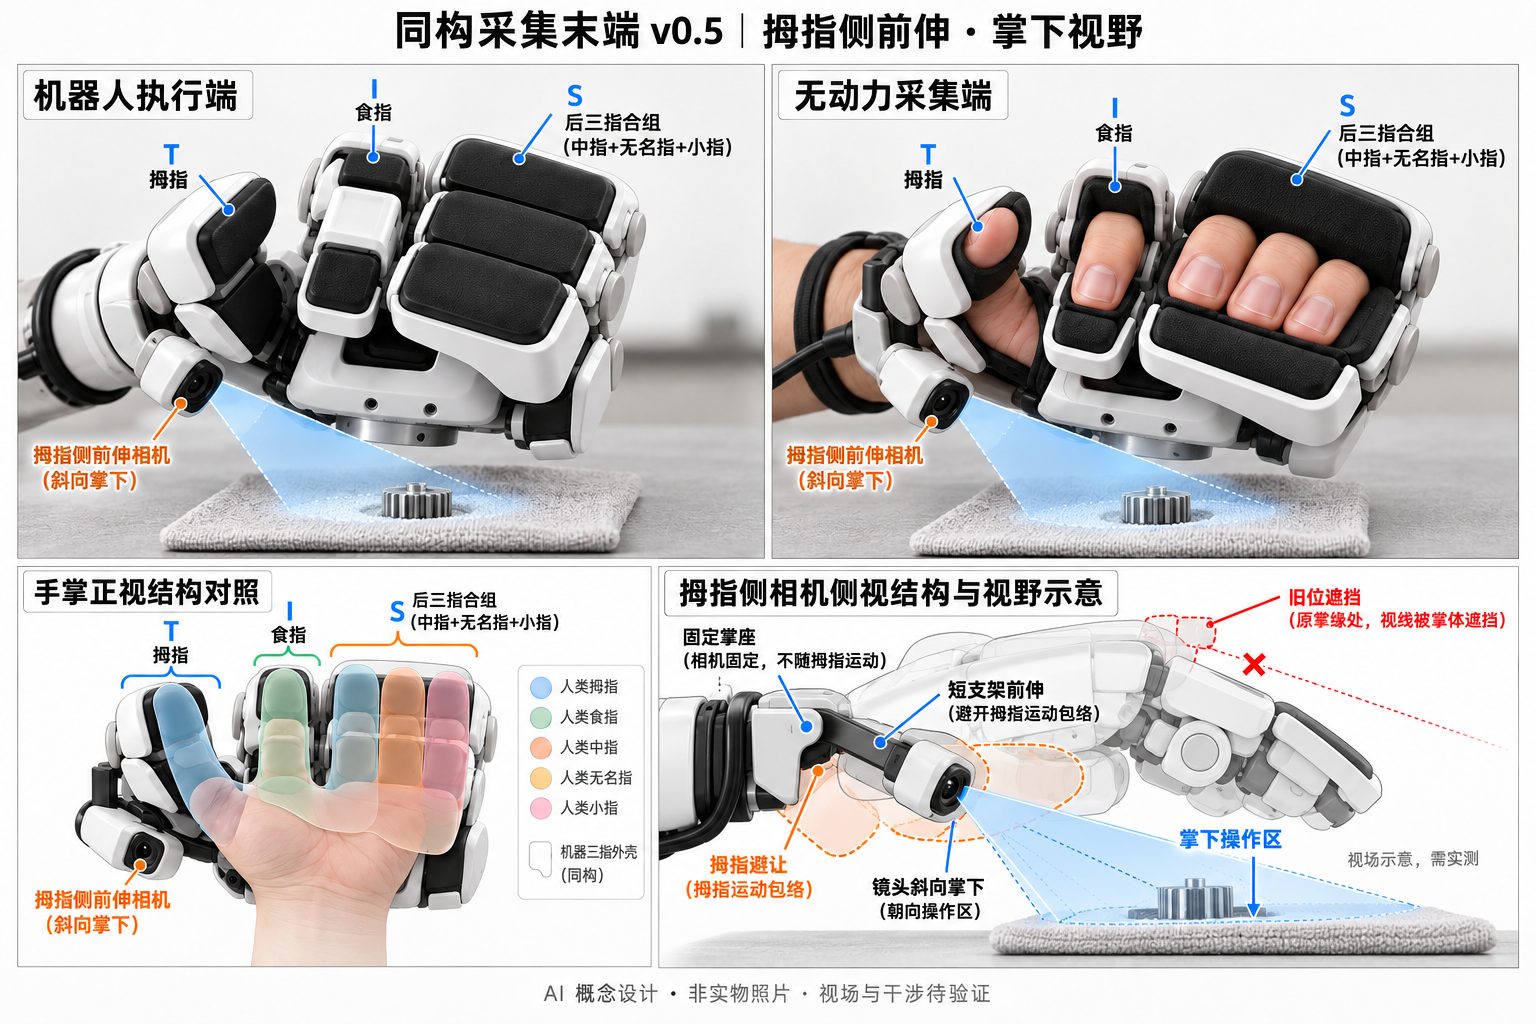 同构采集末端 v0.5｜拇指侧前伸・掌下视野
机器人执行端
T
拇指
I
食指
S
后三指合组
(中指+无名指+小指)
拇指侧前伸相机
(斜向掌下)
无动力采集端
T
拇指
I
食指
S
后三指合组
(中指+无名指+小指)
拇指侧前伸相机
(斜向掌下)
手掌正视结构对照
T
拇指
I
食指
S
后三指合组
(中指+无名指+小指)
人类拇指
人类食指
人类中指
人类无名指
人类小指
机器三指外壳
(同构)
拇指侧前伸相机
(斜向掌下)
拇指侧相机侧视结构与视野示意
旧位遮挡
(原掌缘处，视线被掌体遮挡)
固定掌座
(相机固定，不随拇指运动)
短支架前伸
(避开拇指运动包络)
拇指避让
(拇指运动包络)
镜头斜向掌下
(朝向操作区)
掌下操作区
视场示意，需实测
AI 概念设计・非实物照片・视场与干涉待验证